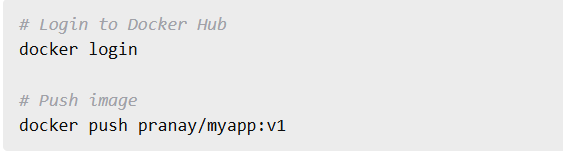 # Login to Docker Hub
docker login
# Push image
docker push pranay/myapp:v1